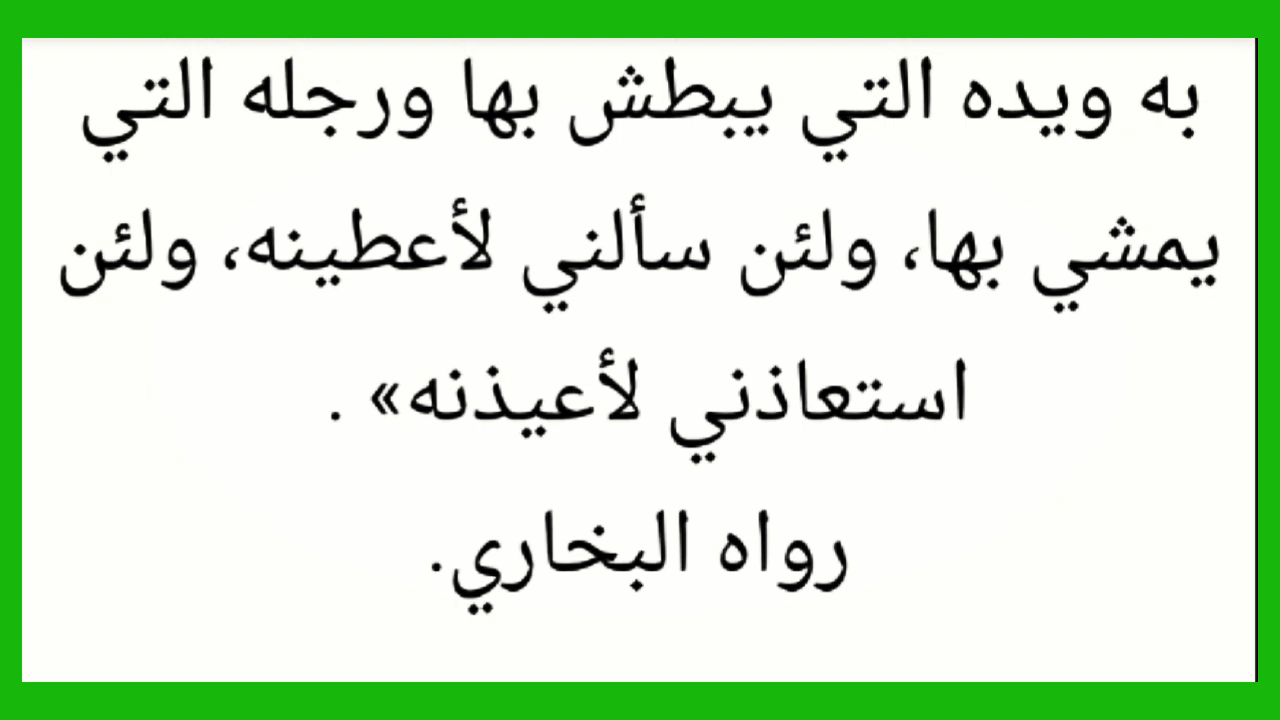 به ويده التي يبطش بها ورجله التي
يمشي بها، ولئن سألني لأعطينه، ولئن
استعاذني لأعيذنه» .
رواه البخاري.